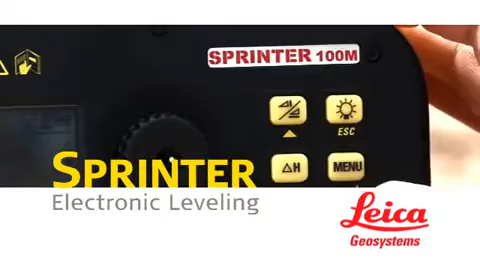 SPRINTER 100M
ESC
ΔH
MENU
SPRINTER
Electronic Leveling
Leica
Geosystems